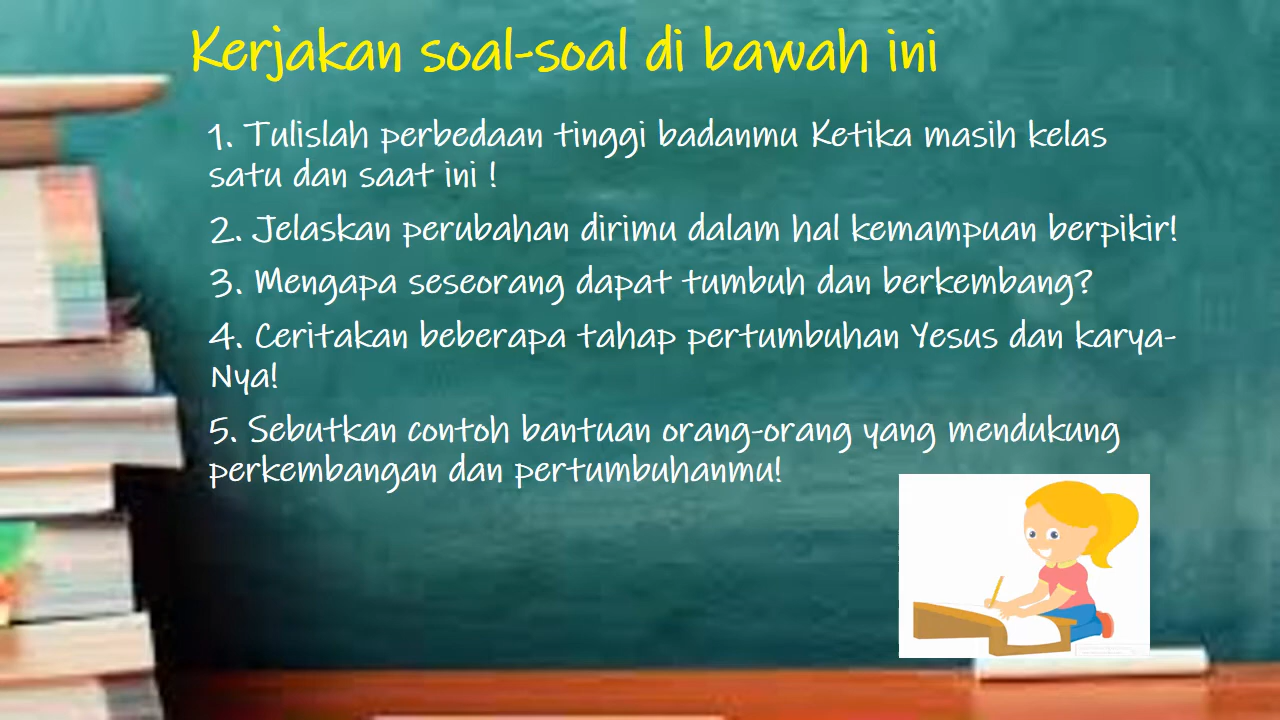 Kerjakan soal-soal di bawah ini
1. Tulislah perbedaan tinggi badanmu Ketika masih kelas
satu dan saat ini !
2. Jelaskan perubahan dirimu dalam hal kemampuan berpikir!
3. Mengapa seseorang dapat tumbuh dan berkembang?
4. Ceritakan beberapa tahap pertumbuhan Yesus dan karya-
Nya!
5. Sebutkan contoh bantuan orang-orang yang mendukung
perkembangan dan pertumbuhanmu!